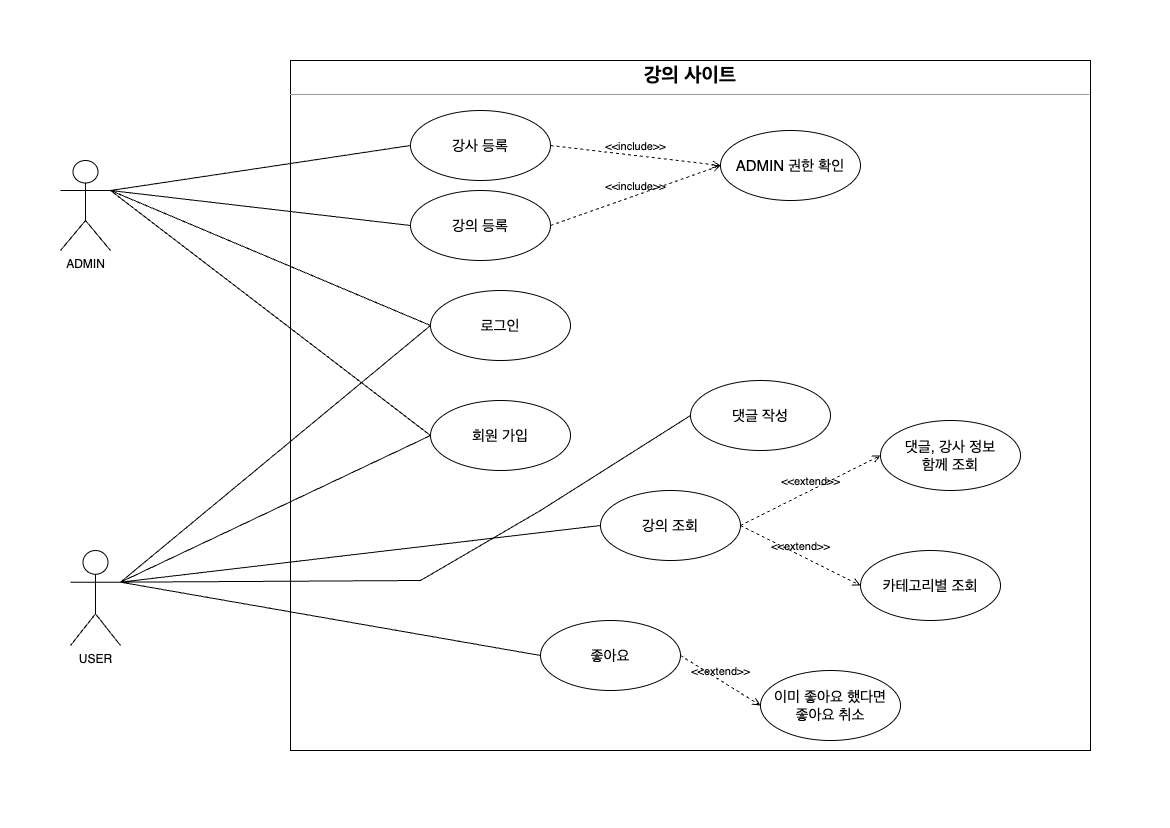 강의 사이트
강사 등록
<<include>>
ADMIN 권한 확인
<<include>>
강의 등록
ADMIN
로그인
댓글 작성
회원 가입
댓글, 강사 정보
함께 조회
<<extend>>
강의 조회
<<extend>>
카테고리별 조회
USER
좋아요
<<extend>>
이미 좋아요 했다면
좋아요 취소